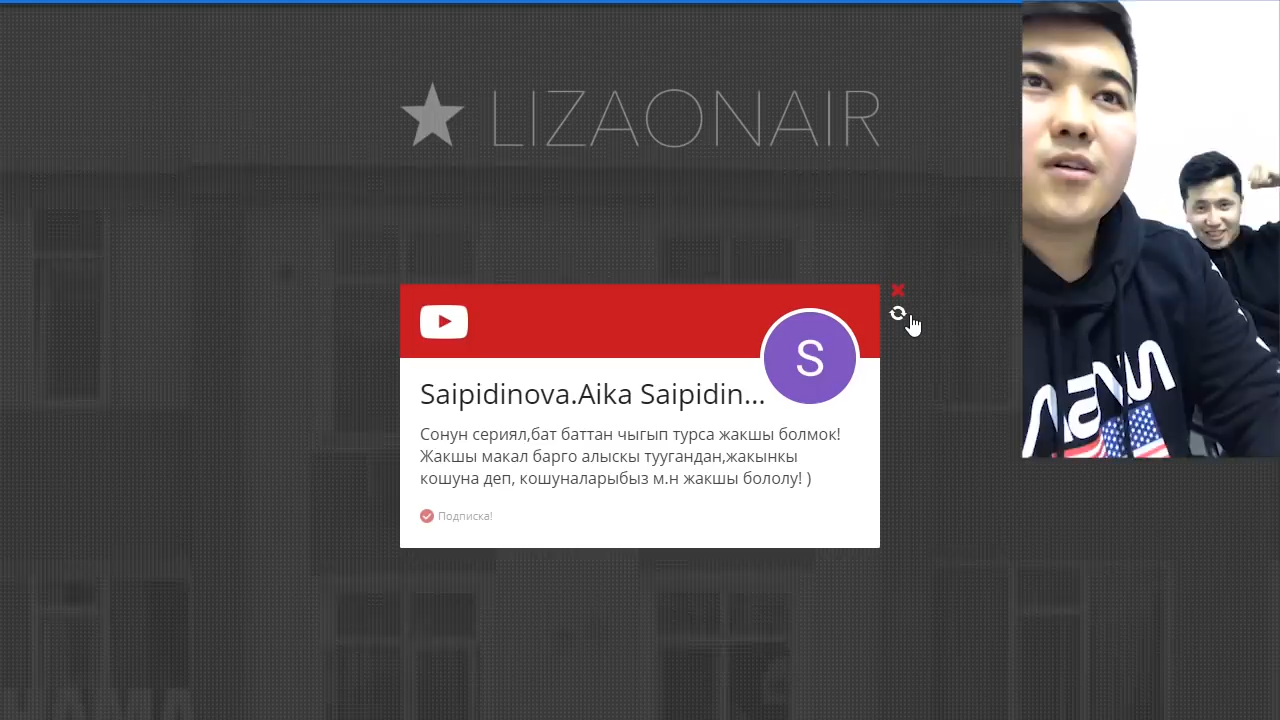 LIZAONAIR
S
Saipidinova.Aika Saipidin...
Сонун сериял,бат баттан чыгып турса жакшы болмок!
Жакшы макал барго алыскы туугандан,жакынкы
кошуна деп, кошуналарыбыз м.н жакшы бололу! )
Подписка!